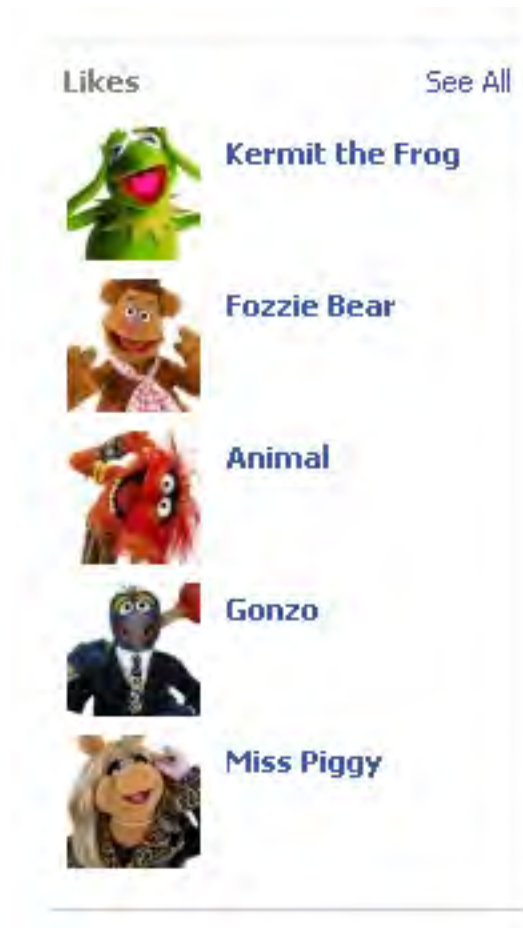 Likes See All
Kermit the Frog
Fozzie Bear
Animal
Gonzo
Miss Piggy